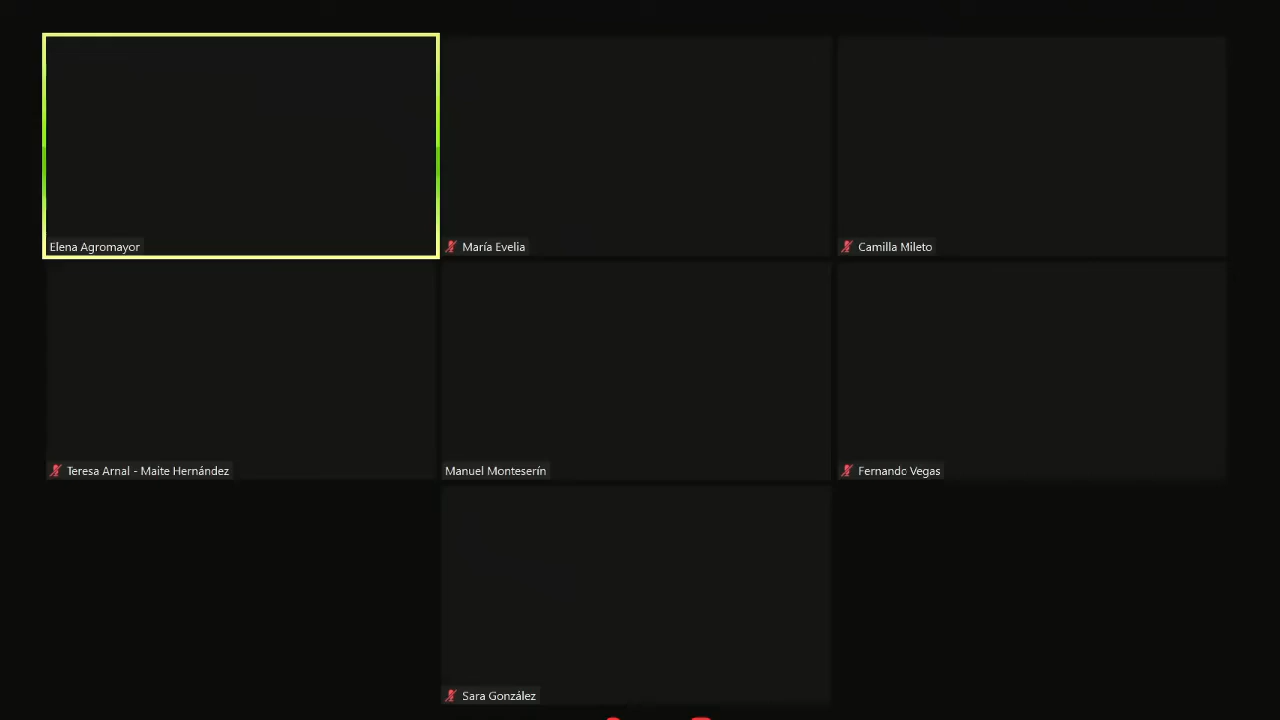 Elena Agromayor
María Evelia
Camilla Mileto
Teresa Arnal - Maite Hernández
Manuel Monteserín
Fernando Vegas
Sara González